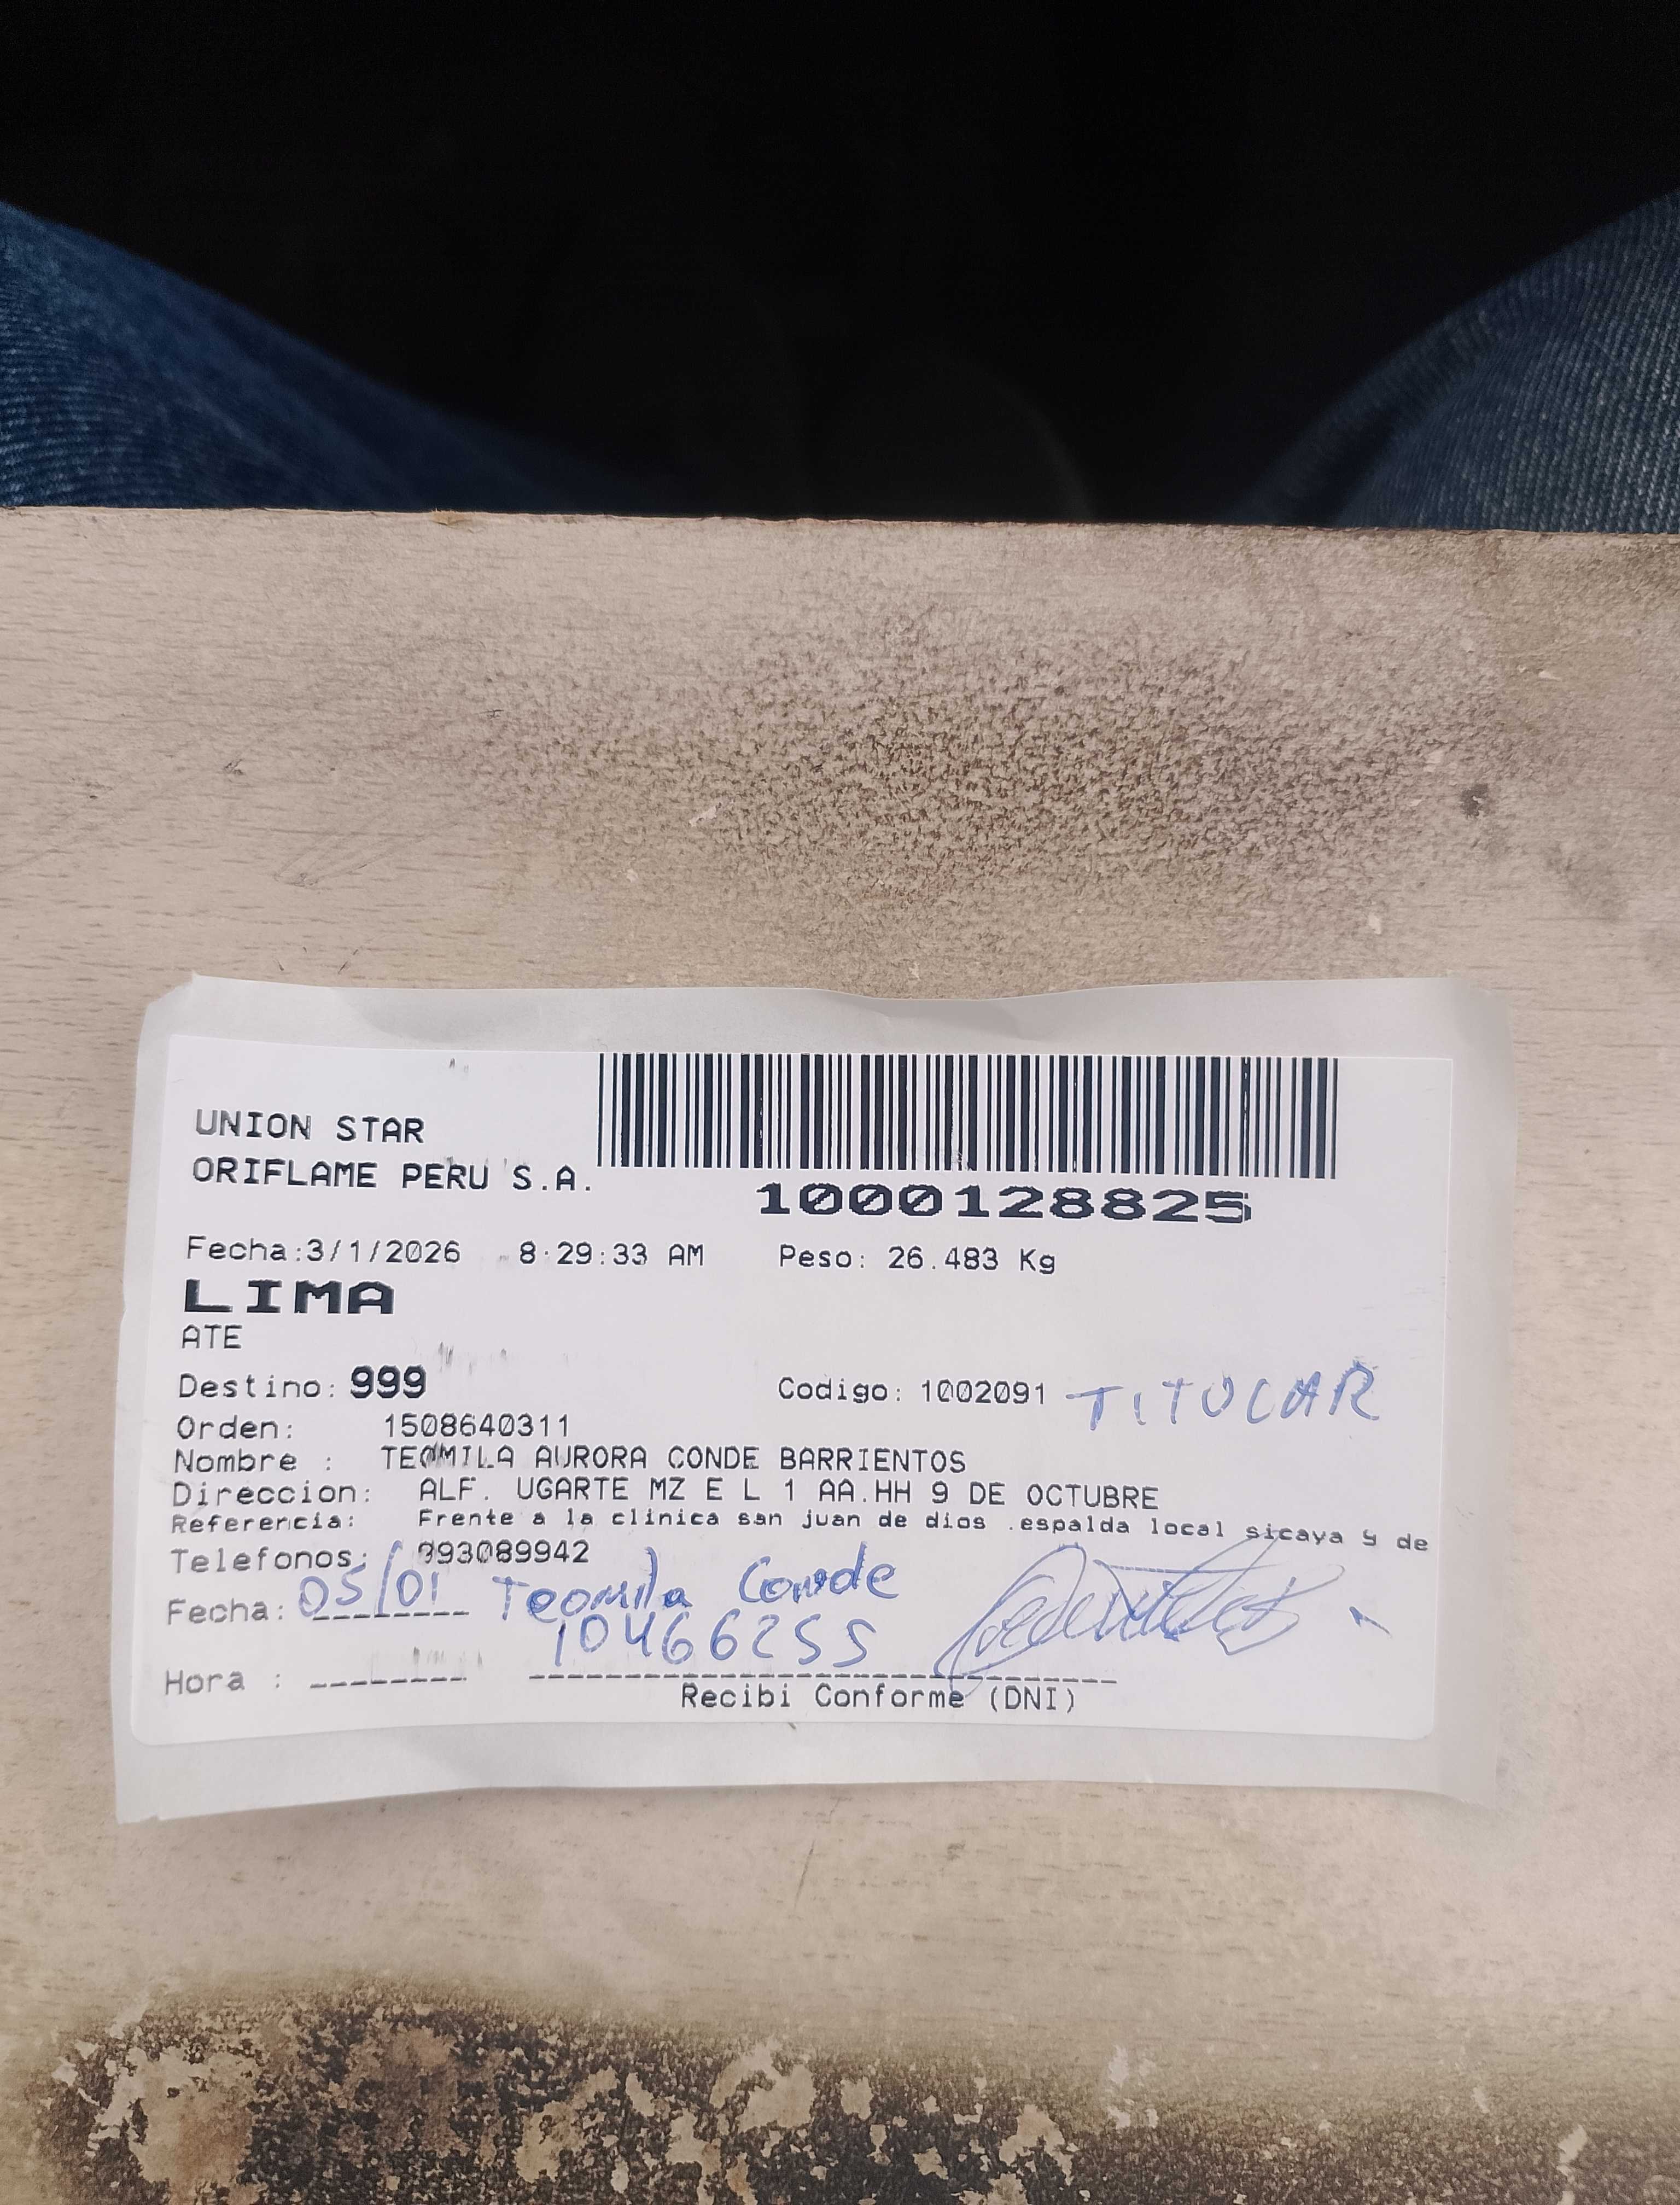 UNION STAR
ORIFLAME PERU S.A.
1000128825
Fecha:3/1/2026 8:29:33 AM Peso: 26.483 Kg
LIMA
ATE
Destino: 999 Codigo: 1002091 TITULAR
Orden: 1508640311
Nombre : TEOMILA AURORA CONDE BARRIENTOS
Direccion: ALF. UGARTE MZ E L 1 AA.HH 9 DE OCTUBRE
Referencia: Frente a la clinica san juan de dios .espalda local sicaya y de
Telefonos: 993089942
Fecha: 05/01 Teomila Conde
10466255
Hora :
Recibi Conforme (DNI)